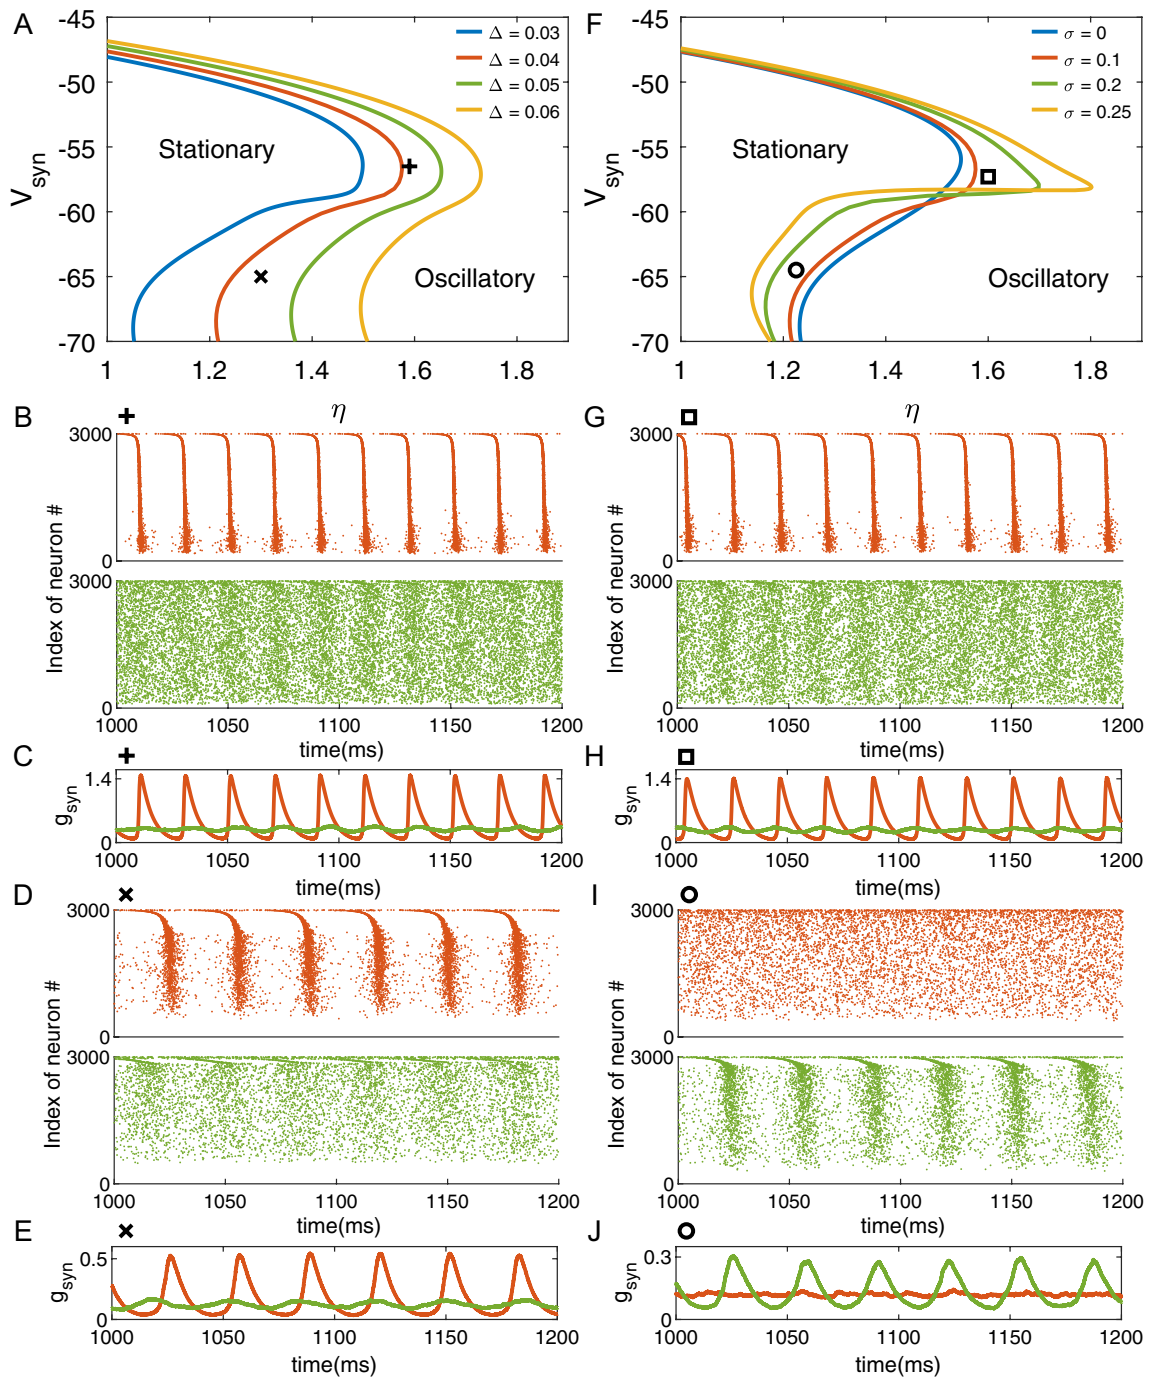 A
-45
-50
-55
-60
-65
-70
V_syn
Δ = 0.03
Δ = 0.04
Δ = 0.05
Δ = 0.06
Stationary
Oscillatory
1 1.2 1.4 1.6 1.8
η
F
-45
-50
-55
-60
-65
-70
V_syn
σ = 0
σ = 0.1
σ = 0.2
σ = 0.25
Stationary
Oscillatory
1 1.2 1.4 1.6 1.8
η
B
3000
0
3000
0
Index of neuron #
1000 1050 1100 1150 1200
time(ms)
G
3000
0
3000
0
Index of neuron #
1000 1050 1100 1150 1200
time(ms)
C
1.4
0
g_syn
1000 1050 1100 1150 1200
time(ms)
H
1.4
0
g_syn
1000 1050 1100 1150 1200
time(ms)
D
3000
0
3000
0
Index of neuron #
1000 1050 1100 1150 1200
time(ms)
I
3000
0
3000
0
Index of neuron #
1000 1050 1100 1150 1200
time(ms)
E
0.5
0
g_syn
1000 1050 1100 1150 1200
time(ms)
J
0.3
0
g_syn
1000 1050 1100 1150 1200
time(ms)